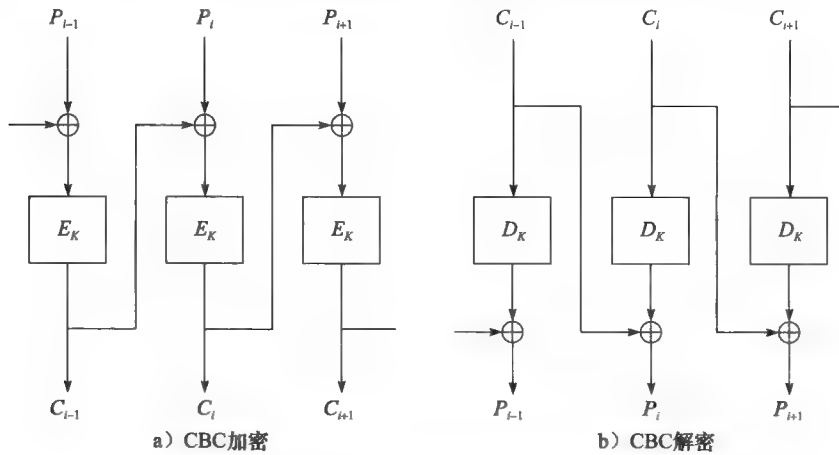 P_{i-1} P_i P_{i+1} C_{i-1} C_i C_{i+1}
E_K E_K E_K D_K D_K D_K
C_{i-1} C_i C_{i+1} P_{i-1} P_i P_{i+1}
a）CBC加密 b）CBC解密